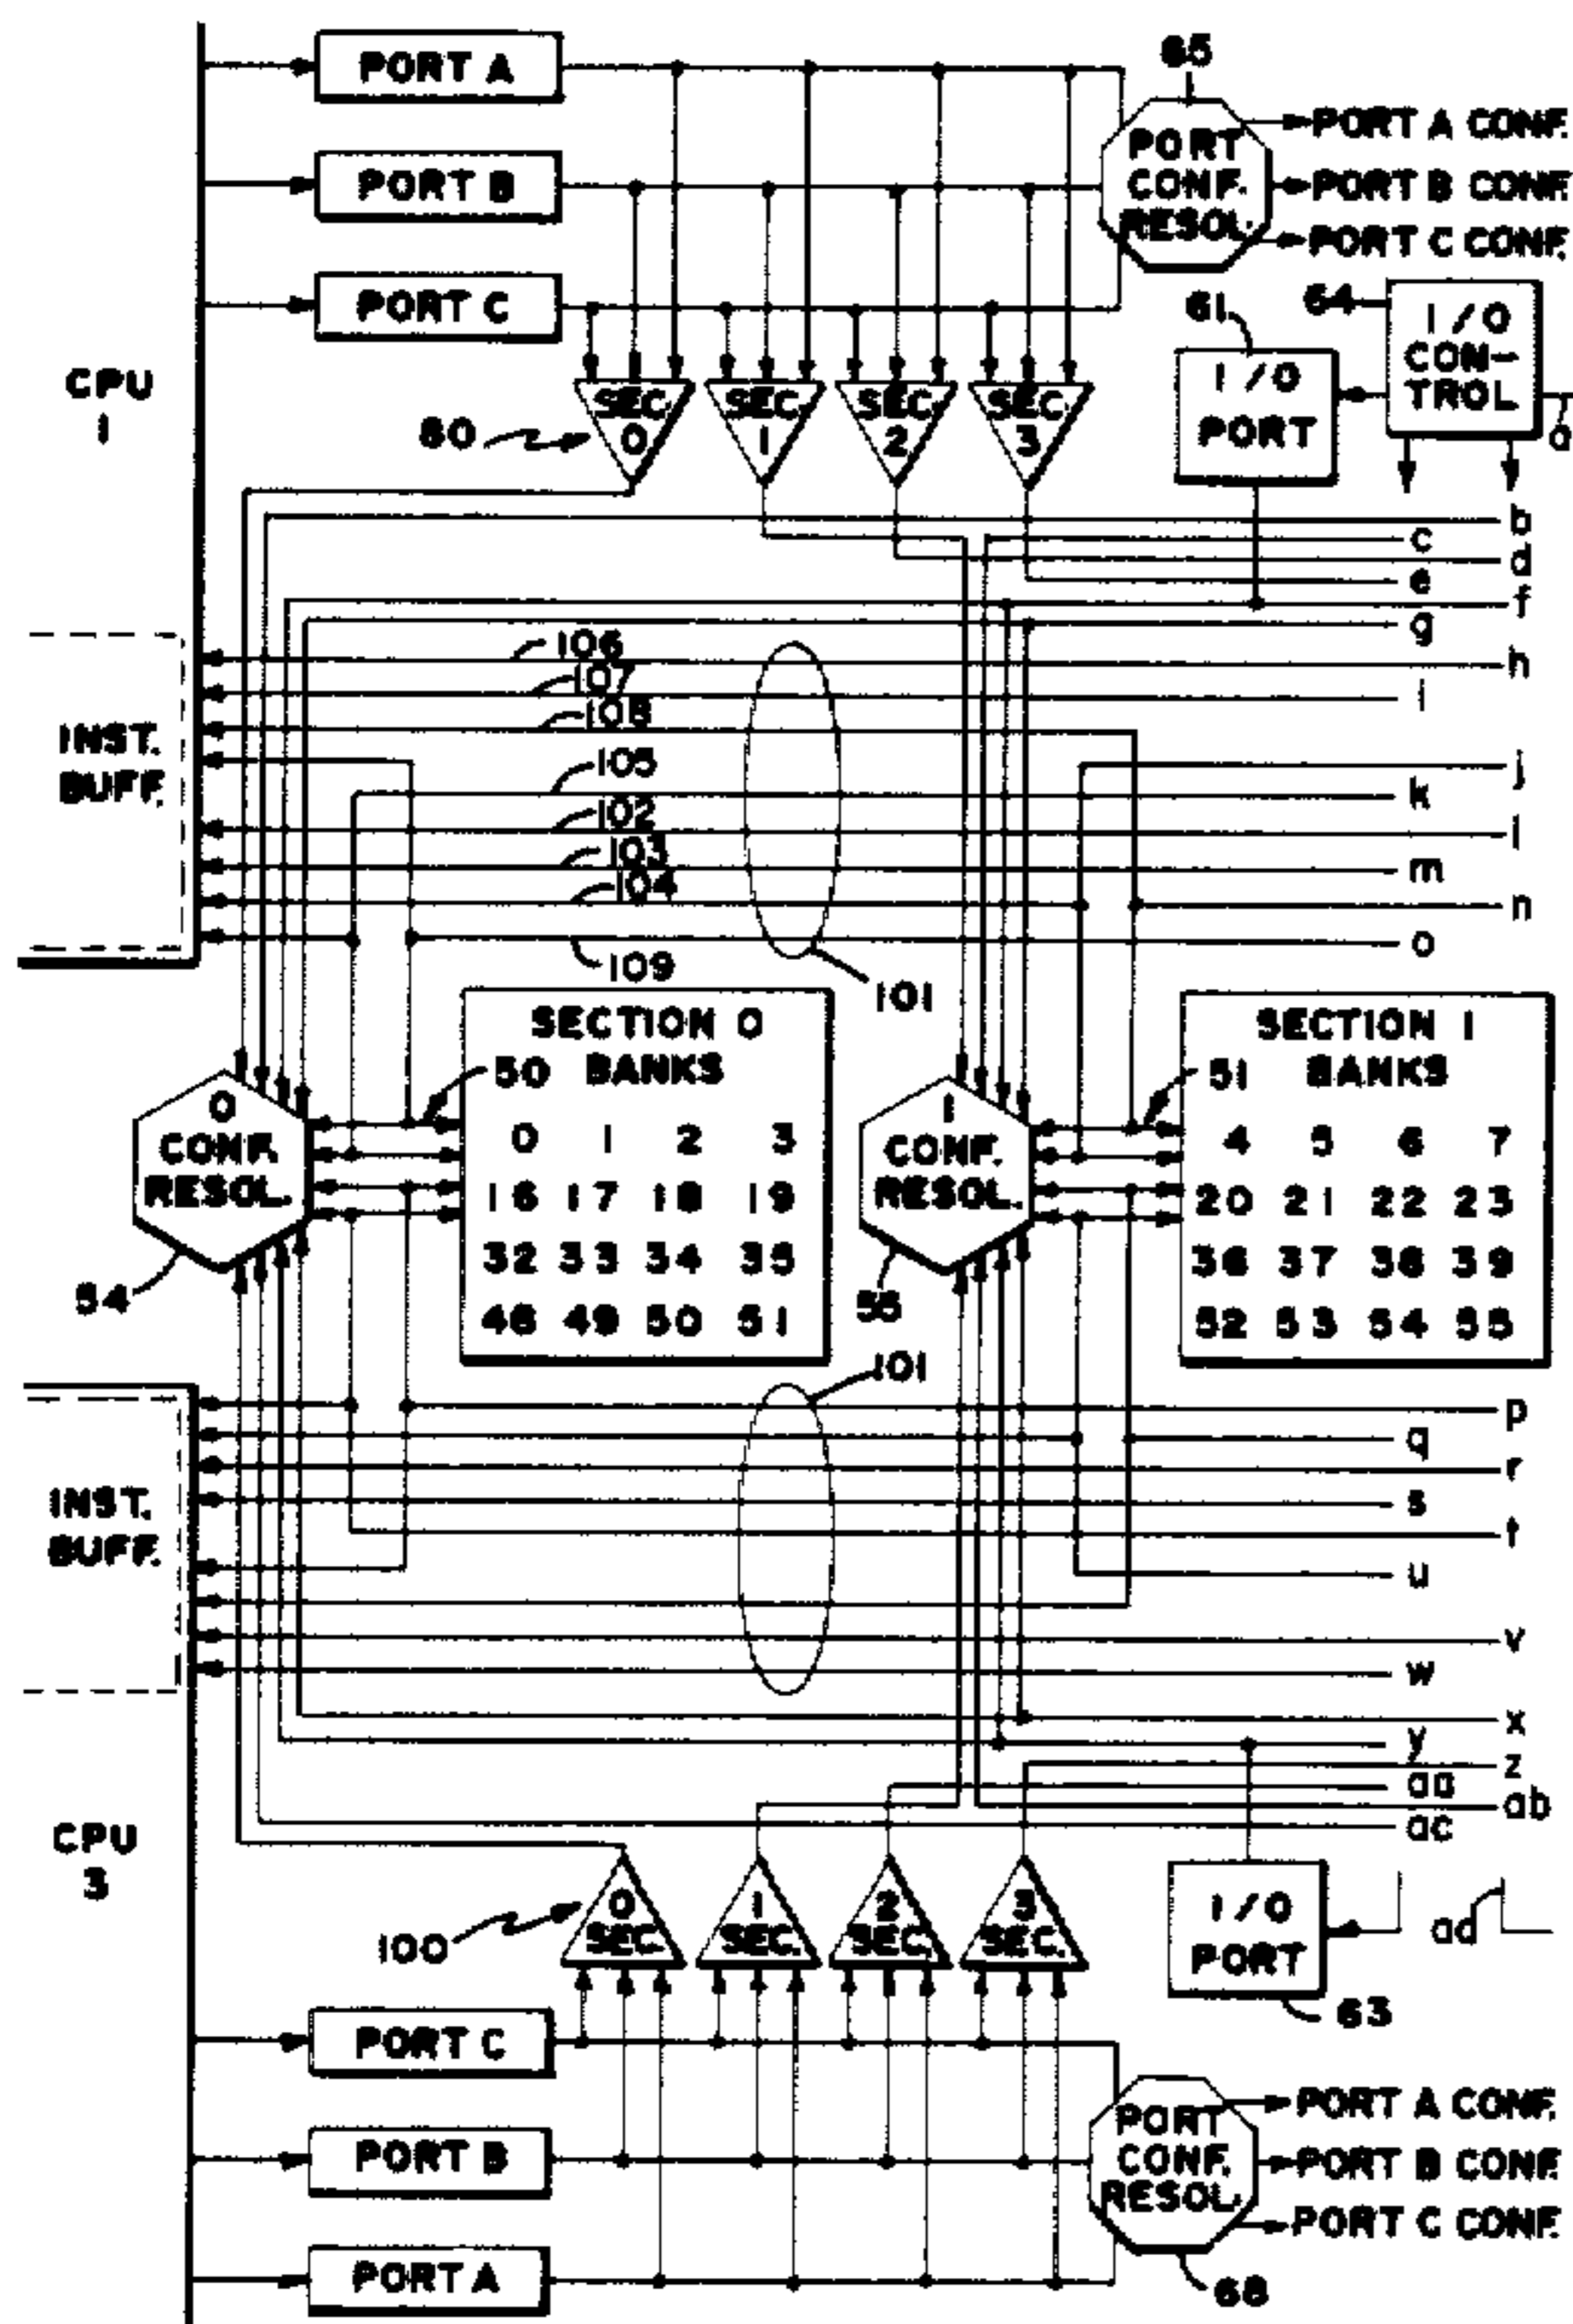 PORT A
65
PORT
CONF.
RESOL.
PORT A CONF.
PORT B CONF.
PORT C CONF.
PORT B
PORT C
CPU
1
61
I/O
PORT
64
I/O
CON-
TROL
a
SEC.
0
SEC.
1
SEC.
2
SEC.
3
b
c
d
e
f
g
106
h
107
i
INST.
BUFF.
105
j
k
102
l
103
m
104
n
o
109
101
SECTION 0
BANKS
50
0 1 2 3
16 17 18 19
32 33 34 35
48 49 50 51
0
CONF.
RESOL.
54
SECTION 1
BANKS
51
4 5 6 7
20 21 22 23
36 37 38 39
52 53 54 55
1
CONF.
RESOL.
55
101
p
q
r
INST.
BUFF.
s
t
u
v
w
x
y
z
aa
ab
ac
CPU
3
100
0
SEC.
1
SEC.
2
SEC.
3
SEC.
I/O
PORT
ad
63
PORT C
PORT B
PORT A
PORT
CONF.
RESOL.
PORT A CONF.
PORT B CONF.
PORT C CONF.
68